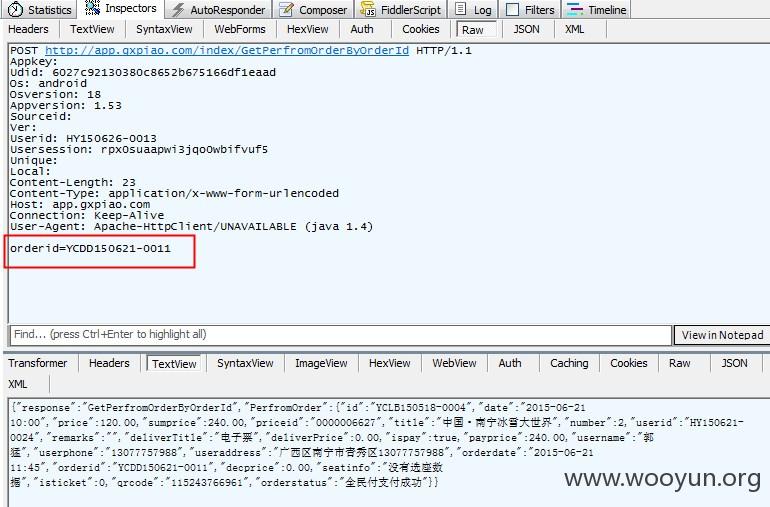 Statistics Inspectors AutoResponder Composer FiddlerScript Log Filters Timeline
Headers TextView SyntaxView WebForms HexView Auth Cookies Raw JSON XML
POST http://app.gxpiao.com/index/GetPerfromOrderByOrderId HTTP/1.1
Appkey:
Udid: 6027c92130380c8652b675166df1eaad
Os: android
Osversion: 18
Appversion: 1.53
Sourceid:
Ver:
Userid: HY150626-0013
Usersession: rpx0suaapwi3jqo0wbifvuf5
Unique:
Local:
Content-Length: 23
Content-Type: application/x-www-form-urlencoded
Host: app.gxpiao.com
Connection: Keep-Alive
User-Agent: Apache-HttpClient/UNAVAILABLE (java 1.4)
orderid=YCDD150621-0011
Find... (press Ctrl+Enter to highlight all) View in Notepad
Transformer Headers TextView SyntaxView ImageView HexView WebView Auth Caching Cookies Raw JSON
XML
{"response":"GetPerfromOrderByOrderId","PerfromOrder":{"id":"YCLB150518-0004","date":"2015-06-21
10:00","price":120.00,"sumprice":240.00,"priceid":"0000006627","title":"中国·南宁冰雪大世界","number":2,"userid":"HY150621-
0024","remarks":"","deliverTitle":"电子票","deliverPrice":0.00,"ispay":true,"payprice":240.00,"username":"郭
猛","userphone":"13077757988","useraddress":"广西区南宁市青秀区13077757988","orderdate":"2015-06-21
11:45","orderid":"YCDD150621-0011","decprice":0.00,"seatinfo":"没有选座数
据","isticket":0,"qrcode":"115243766961","orderstatus":"全民付支付成功"}}
www.wooyun.org